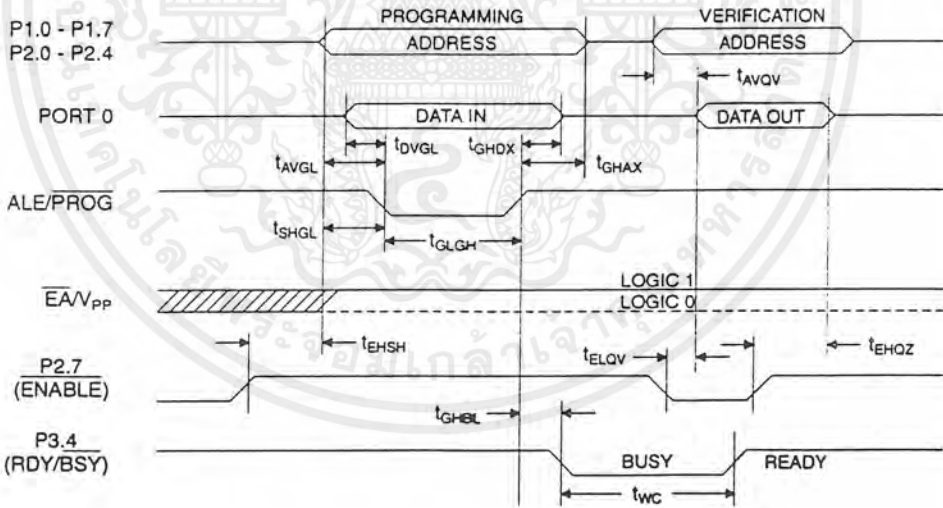 PROGRAMMING
VERIFICATION
P1.0 - P1.7
P2.0 - P2.4
ADDRESS
ADDRESS
tAVQV
PORT 0
DATA IN
DATA OUT
tDVGL
tGHDX
tAVGL
tGHAX
ALE/PROG
tSHGL
tGLGH
LOGIC 1
EA/VPP
LOGIC 0
tEHSH
tELQV
tEHQZ
P2.7
(ENABLE)
tGHBL
P3.4
(RDY/BSY)
BUSY
READY
tWC